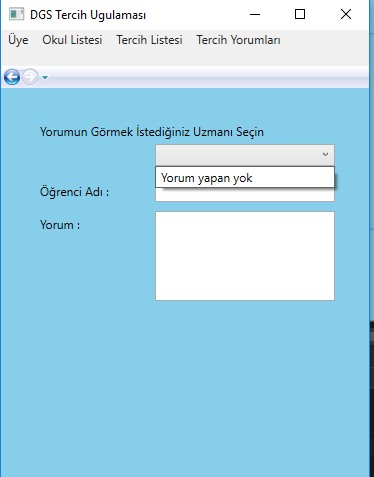 DGS Tercih Ugulaması
Üye Okul Listesi Tercih Listesi Tercih Yorumları
Yorumun Görmek İstediğiniz Uzmanı Seçin
Yorum yapan yok
Öğrenci Adı :
Yorum :